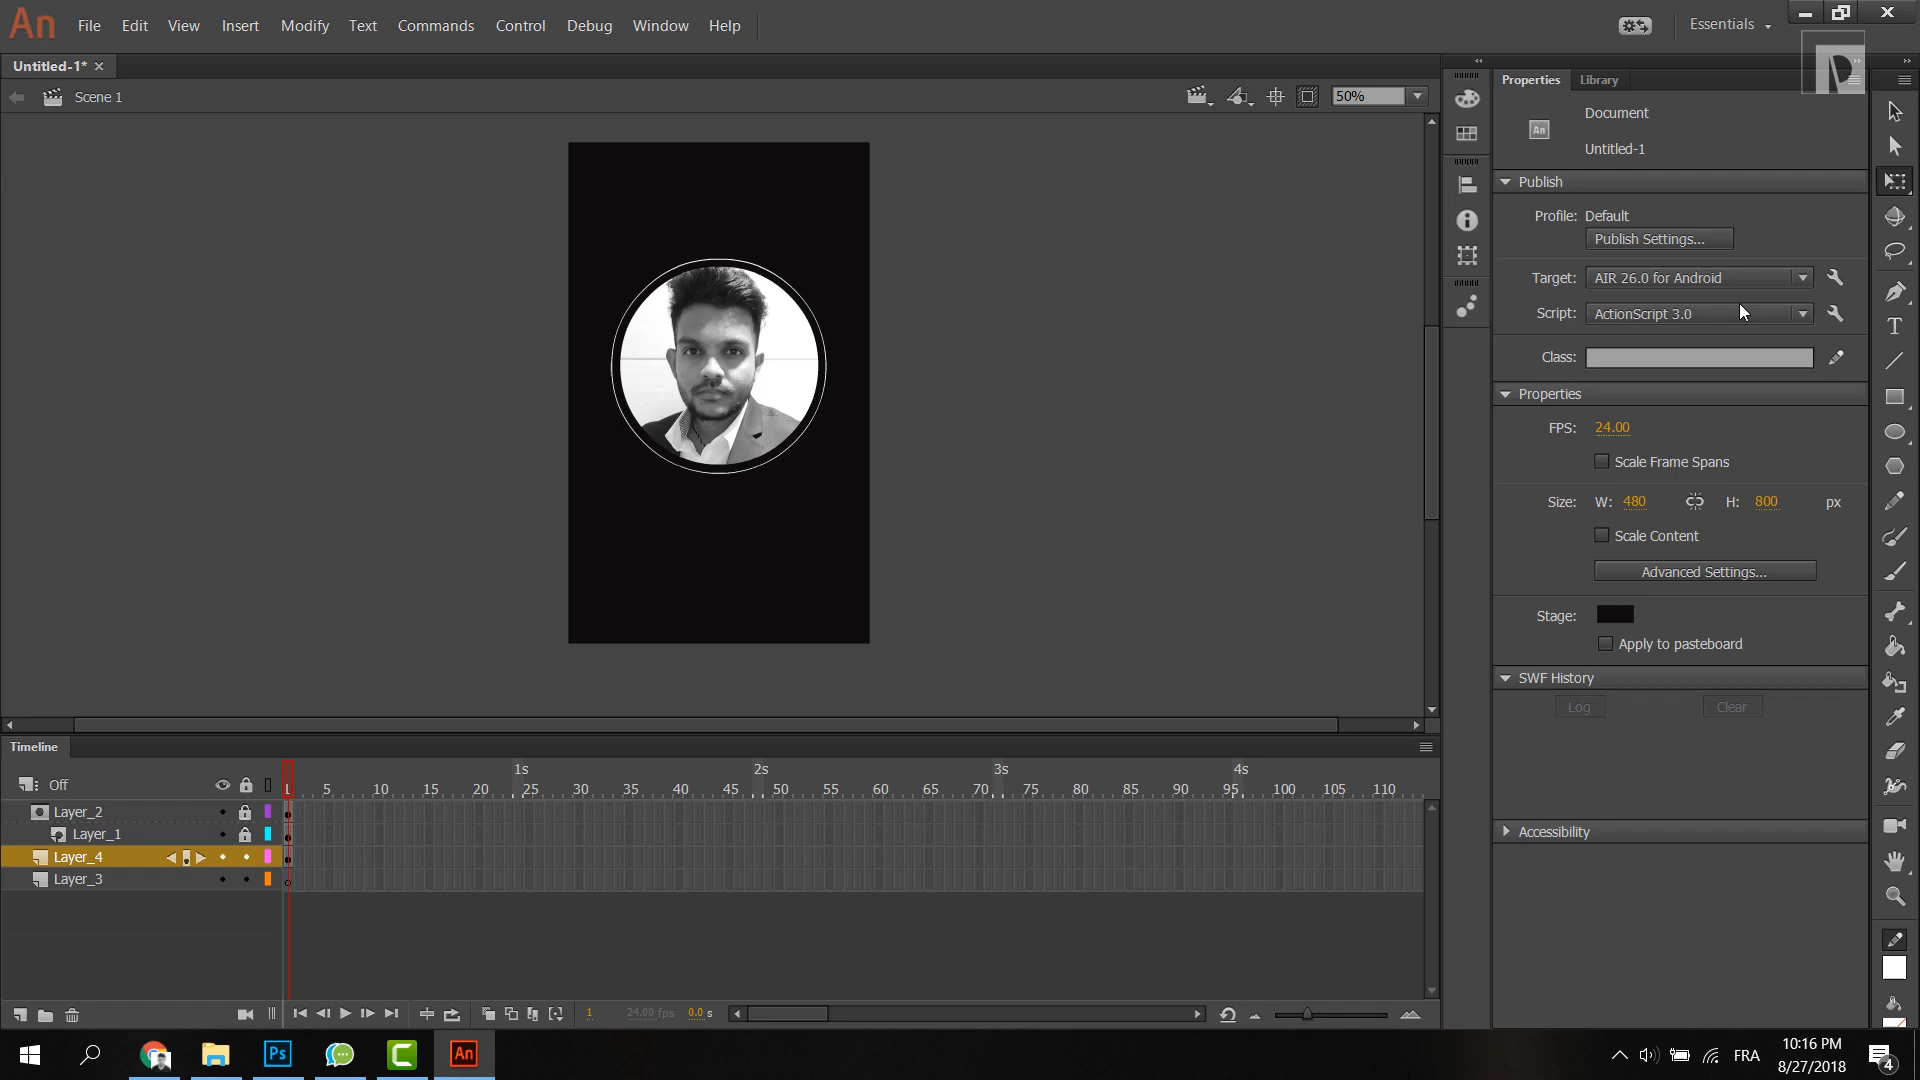 An File Edit View Insert Modify Text Commands Control Debug Window Help Essentials
Untitled-1* ×
Scene 1 50%
Properties Library
Document
An
Untitled-1
Publish
Profile: Default
Publish Settings...
Target: AIR 26.0 for Android
Script: ActionScript 3.0
Class:
Properties
FPS: 24.00
Scale Frame Spans
Size: W: 480 H: 800 px
Scale Content
Advanced Settings...
Stage:
Apply to pasteboard
SWF History
Log Clear
Accessibility
Timeline
1s 2s 3s 4s
Off 1 5 10 15 20 25 30 35 40 45 50 55 60 65 70 75 80 85 90 95 100 105 110
Layer_2
Layer_1
Layer_4
Layer_3
1 24.00 fps 0.0 s
Ps C An FRA 10:16 PM
8/27/2018 4